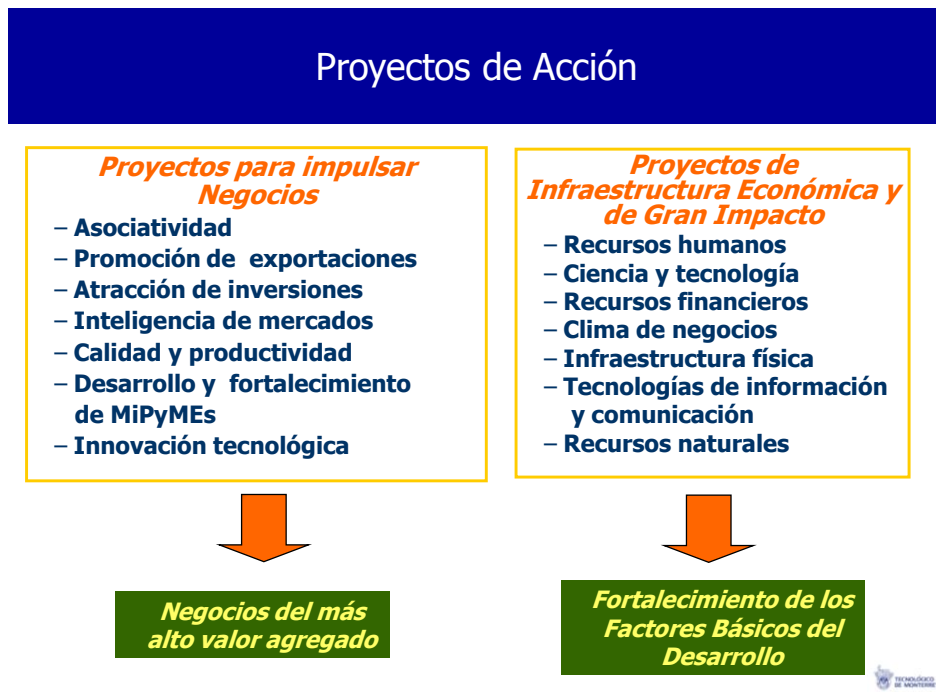 Proyectos de Acción
Proyectos para impulsar
Negocios
– Asociatividad
– Promoción de exportaciones
– Atracción de inversiones
– Inteligencia de mercados
– Calidad y productividad
– Desarrollo y fortalecimiento
de MiPyMEs
– Innovación tecnológica
Proyectos de
Infraestructura Económica y
de Gran Impacto
– Recursos humanos
– Ciencia y tecnología
– Recursos financieros
– Clima de negocios
– Infraestructura física
– Tecnologías de información
y comunicación
– Recursos naturales
Negocios del más
alto valor agregado
Fortalecimiento de los
Factores Básicos del
Desarrollo
TECNOLÓGICO
DE MONTERRE